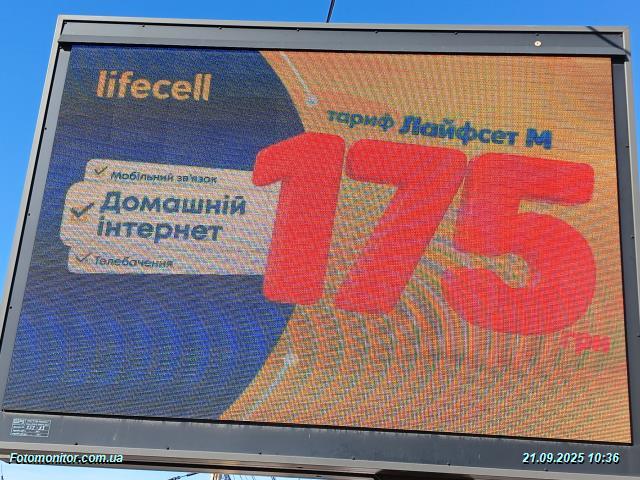 lifecell
тариф Лайфсет М
175
грн
Мобільний зв'язок
Домашній
інтернет
Телебачення
Fotomonitor.com.ua
21.09.2025 10:36